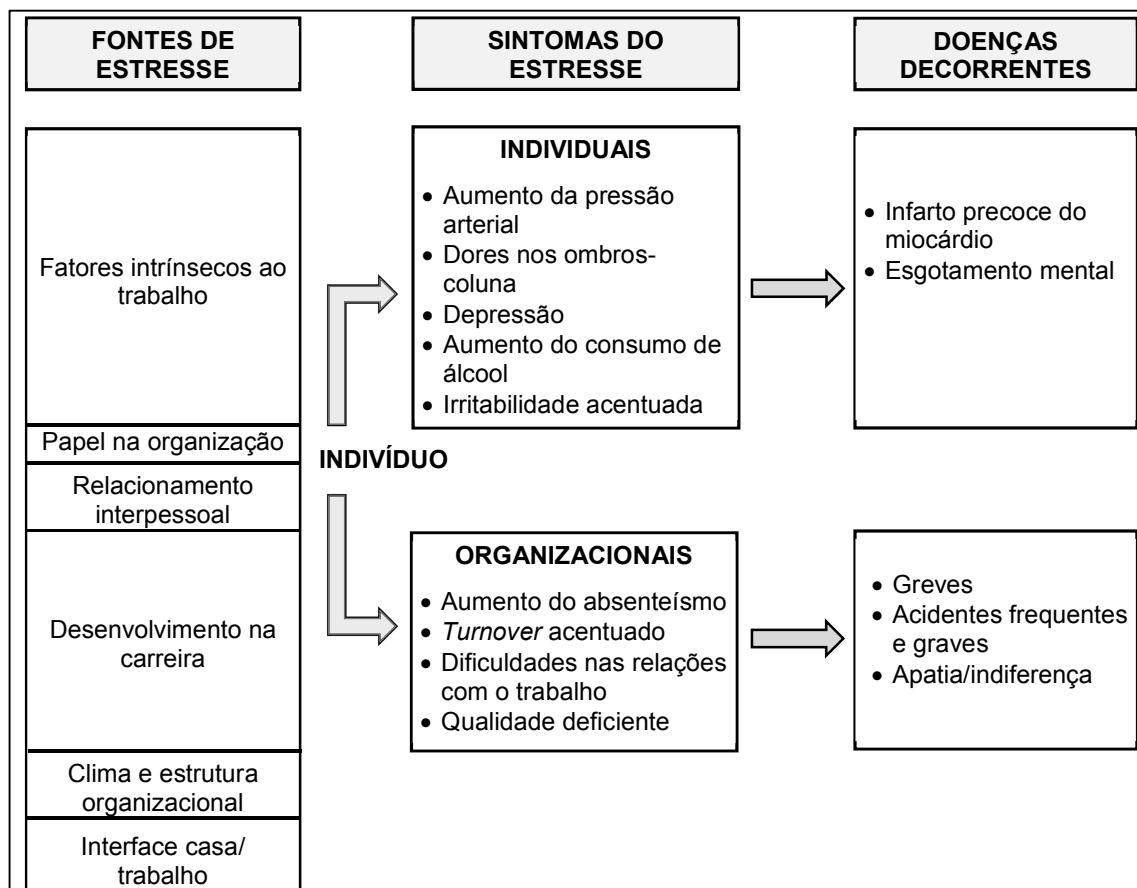 FONTES DE
ESTRESSE
SINTOMAS DO
ESTRESSE
DOENÇAS
DECORRENTES
Fatores intrínsecos ao
trabalho
Papel na organização
Relacionamento
interpessoal
Desenvolvimento na
carreira
Clima e estrutura
organizacional
Interface casa/
trabalho
INDIVÍDUO
INDIVIDUAIS
• Aumento da pressão
arterial
• Dores nos ombros-
coluna
• Depressão
• Aumento do consumo de
álcool
• Irritabilidade acentuada
• Infarto precoce do
miocárdio
• Esgotamento mental
ORGANIZACIONAIS
• Aumento do absenteísmo
• Turnover acentuado
• Dificuldades nas relações
com o trabalho
• Qualidade deficiente
• Greves
• Acidentes frequentes
e graves
• Apatia/indiferença